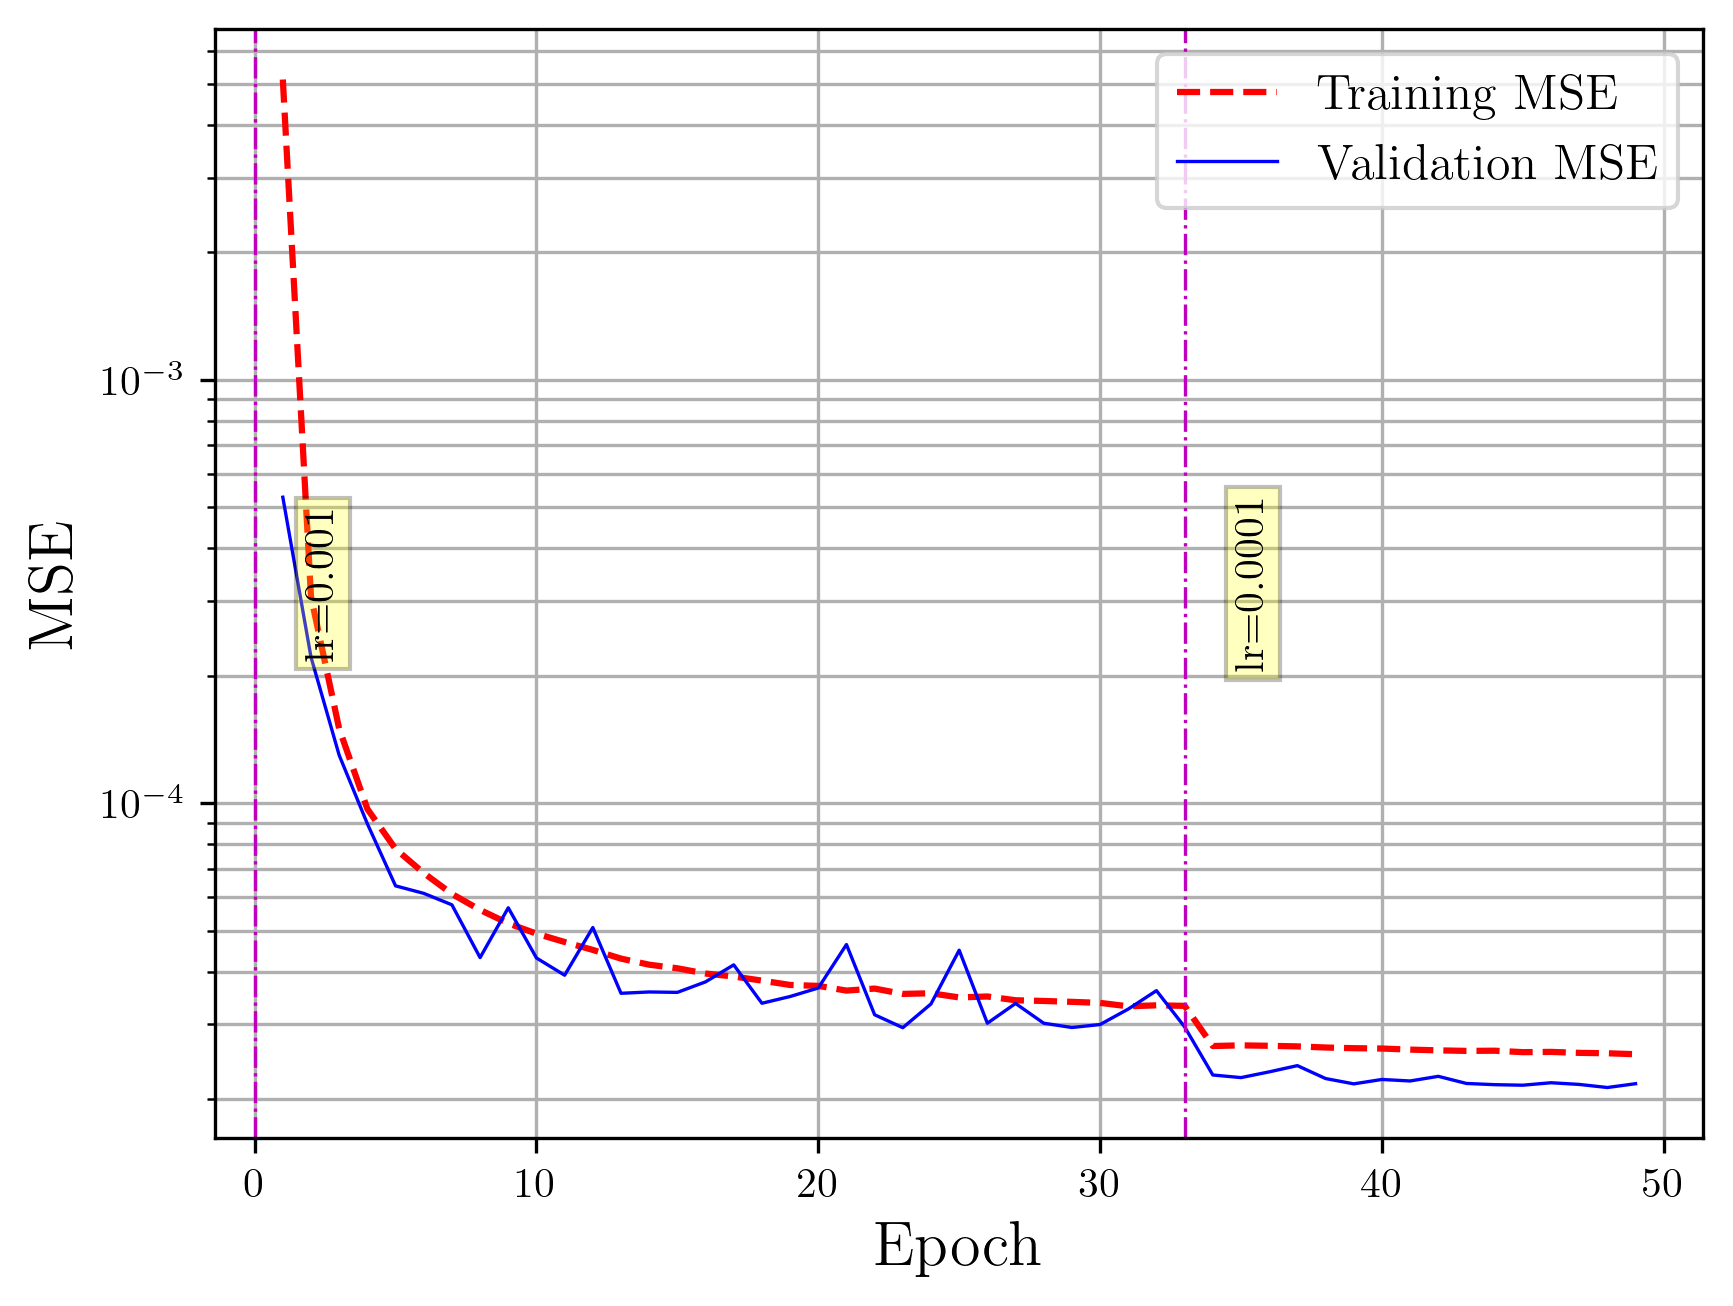 Training MSE
Validation MSE
10⁻³
10⁻⁴
MSE
lr=0.001
lr=0.0001
0 10 20 30 40 50
Epoch